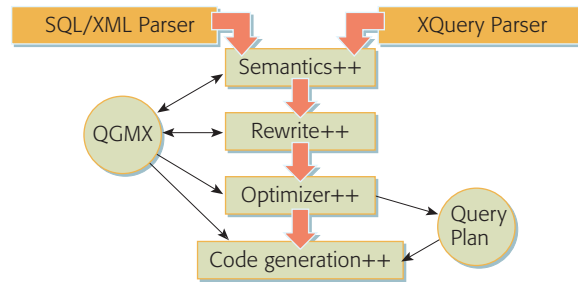 SQL/XML Parser
XQuery Parser
Semantics++
QGMX
Rewrite++
Optimizer++
Query
Plan
Code generation++